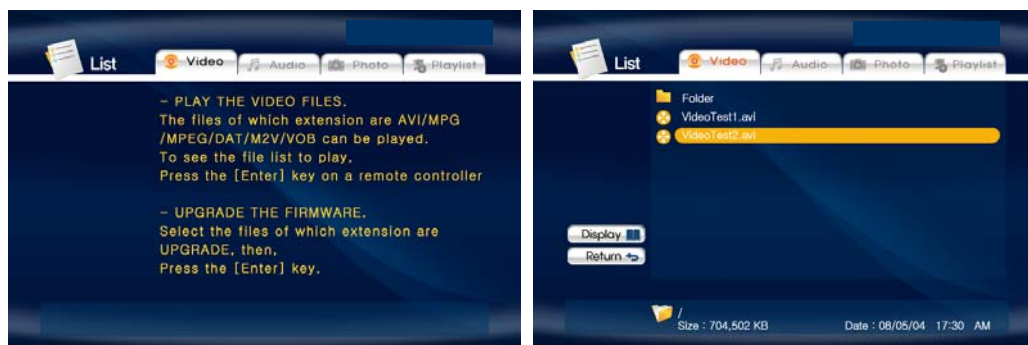 List Video Audio Photo Playlist
- PLAY THE VIDEO FILES.
The files of which extension are AVI/MPG
/MPEG/DAT/M2V/VOB can be played.
To see the file list to play,
Press the [Enter] key on a remote controller
- UPGRADE THE FIRMWARE.
Select the files of which extension are
UPGRADE, then,
Press the [Enter] key.
List Video Audio Photo Playlist
Folder
VideoTest1.avi
VideoTest2.avi
Display
Return
/
Size : 704,502 KB Date : 08/05/04 17:30 AM